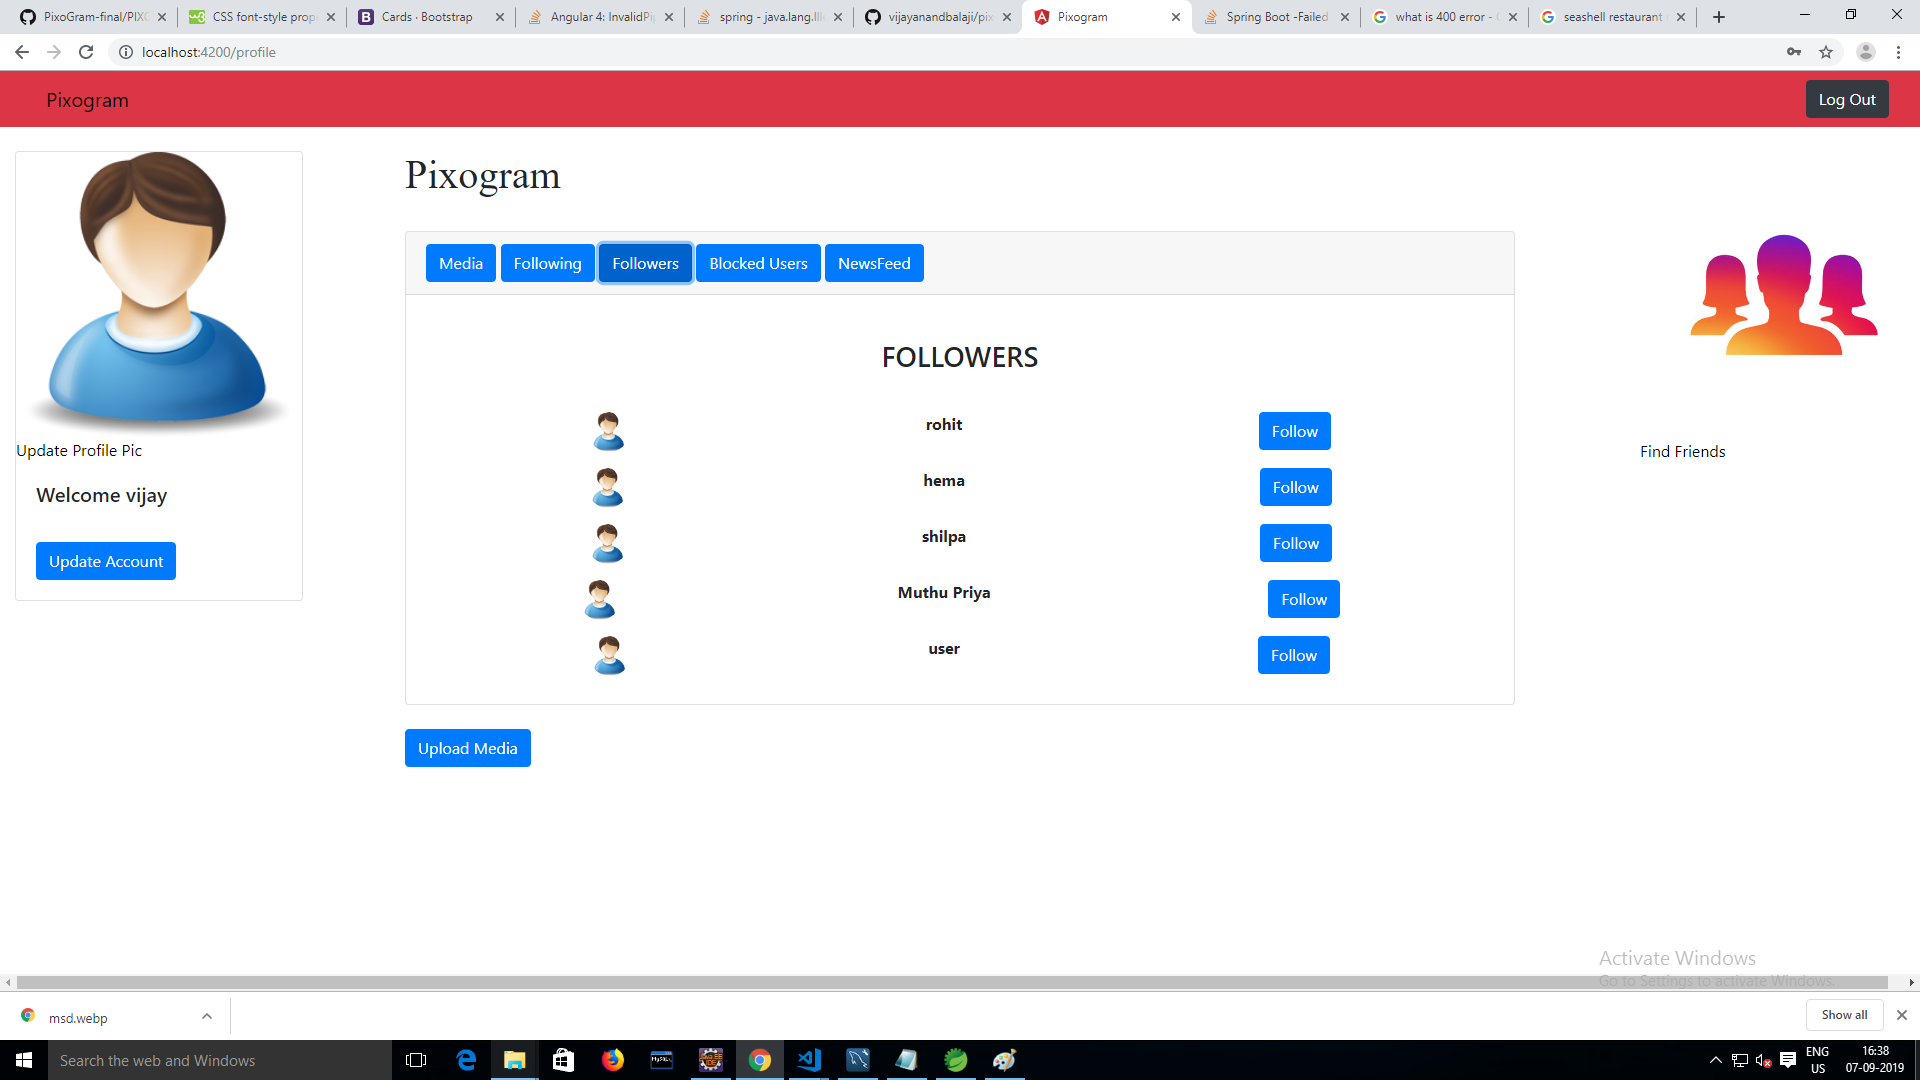 PixoGram-final/PIXO
CSS font-style prop
Cards · Bootstrap
Angular 4: InvalidPip
spring - java.lang.Ille
vijayanandbalaji/pix
Pixogram
Spring Boot -Failed
what is 400 error -
seashell restaurant
localhost:4200/profile
Pixogram
Log Out
Pixogram
Media
Following
Followers
Blocked Users
NewsFeed
FOLLOWERS
rohit
Follow
hema
Follow
shilpa
Follow
Muthu Priya
Follow
user
Follow
Update Profile Pic
Welcome vijay
Update Account
Find Friends
Upload Media
Activate Windows
Go to Settings to activate Windows.
msd.webp
Show all
Search the web and Windows
ENG
US
16:38
07-09-2019